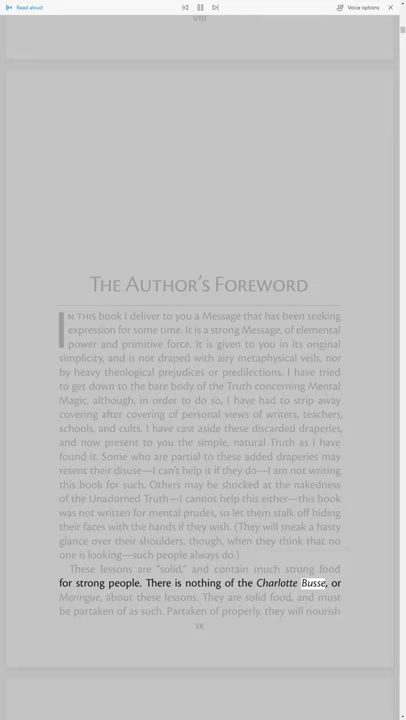 Read aloud
Voice options
viii
The Author's Foreword
In this book I deliver to you a Message that has been seeking
expression for some time. It is a strong Message, of elemental
power and primitive force. It is given to you in its original
simplicity, and is not draped with airy metaphysical veils, nor
by heavy theological prejudices or predilections. I have tried
to get down to the bare body of the Truth concerning Mental
Magic, although, in order to do so, I have had to strip away
covering after covering of personal views of writers, teachers,
schools, and cults. I have cast aside these discarded draperies,
and now present to you the simple, natural Truth as I have
found it. Some who are partial to these added draperies may
resent their disuse—I can't help it if they do—I am not writing
this book for such. Others may be shocked at the nakedness
of the Unadorned Truth—I cannot help this either—this book
was not written for mental prudes, so let them stalk off hiding
their faces with the hands if they wish. (They will sneak a hasty
glance over their shoulders, though, when they think that no
one is looking—such people always do.)
These lessons are "solid," and contain much strong food
for strong people. There is nothing of the Charlotte Busse, or
Meringue, about these lessons. They are solid food, and must
be partaken of as such. Partaken of properly, they will nourish
ix